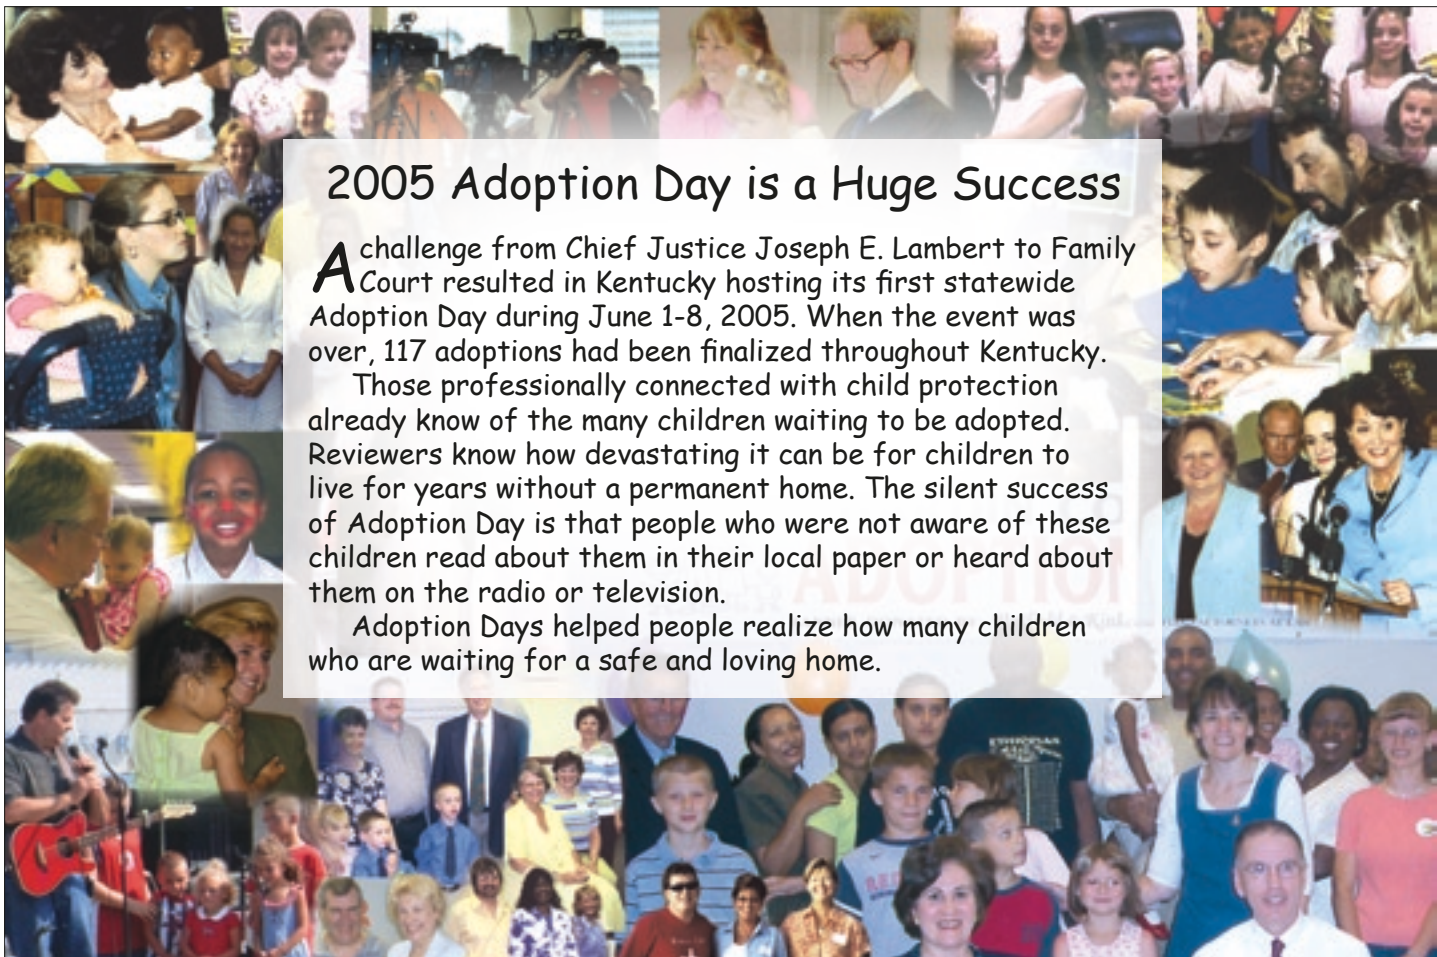 2005 Adoption Day is a Huge Success
A challenge from Chief Justice Joseph E. Lambert to Family
Court resulted in Kentucky hosting its first statewide
Adoption Day during June 1-8, 2005. When the event was
over, 117 adoptions had been finalized throughout Kentucky.
Those professionally connected with child protection
already know of the many children waiting to be adopted.
Reviewers know how devastating it can be for children to
live for years without a permanent home. The silent success
of Adoption Day is that people who were not aware of these
children read about them in their local paper or heard about
them on the radio or television.
Adoption Days helped people realize how many children
who are waiting for a safe and loving home.
ADOPTION